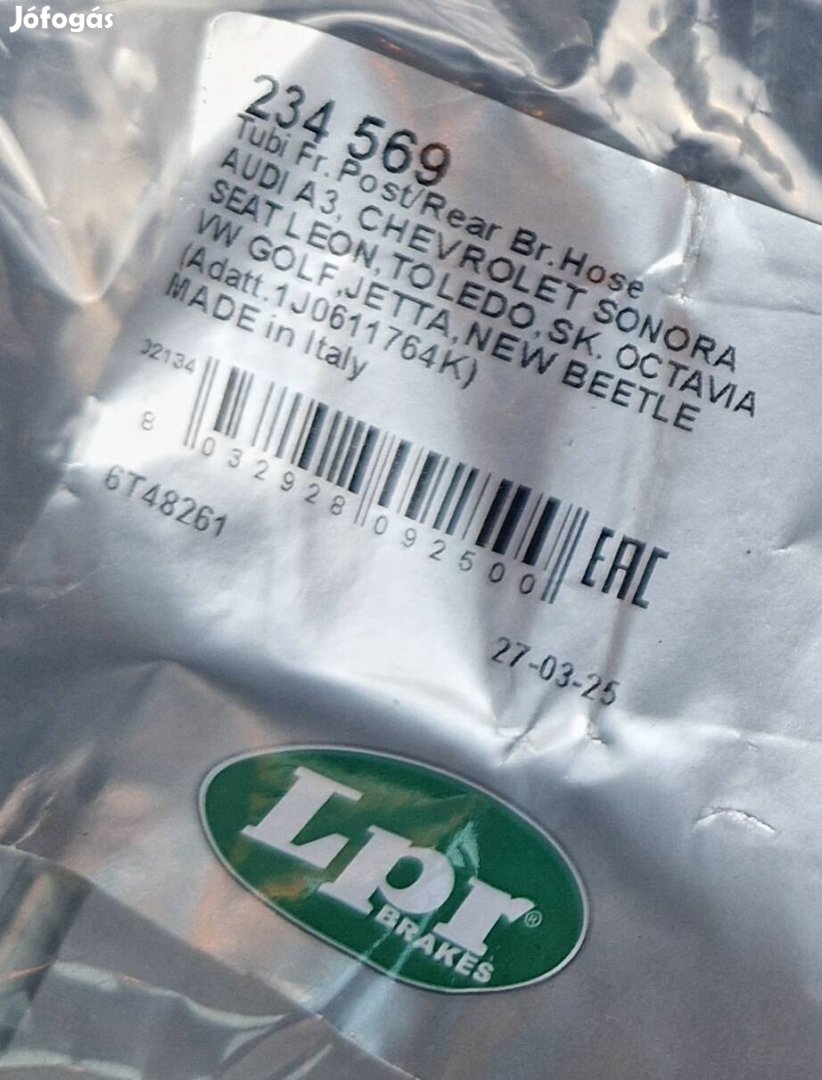 Jófogás
234 569
Tubi Fr. Post/Rear Br.Hose
AUDI A3, CHEVROLET SONORA
SEAT LEON,TOLEDO,SK. OCTAVIA
VW GOLF,JETTA,NEW BEETLE
(Adatt.1J0611764K)
MADE in Italy
02134
8 032928 092500
EAC
6T48261
27-03-25
Lpr®
BRAKES